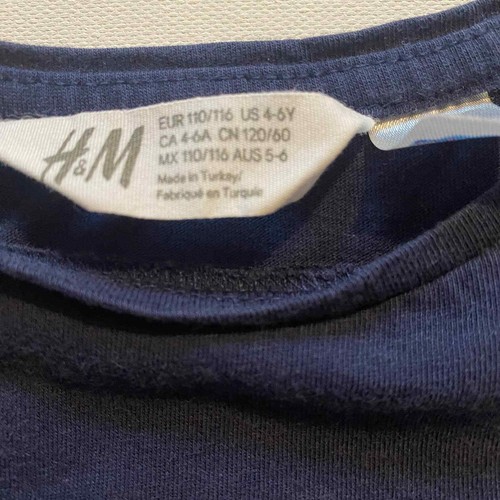 H&M
EUR 110/116 US 4-6Y
CA 4-6A CN 120/60
MX 110/116 AUS 5-6
Made in Turkey/
Fabriqué en Turquie